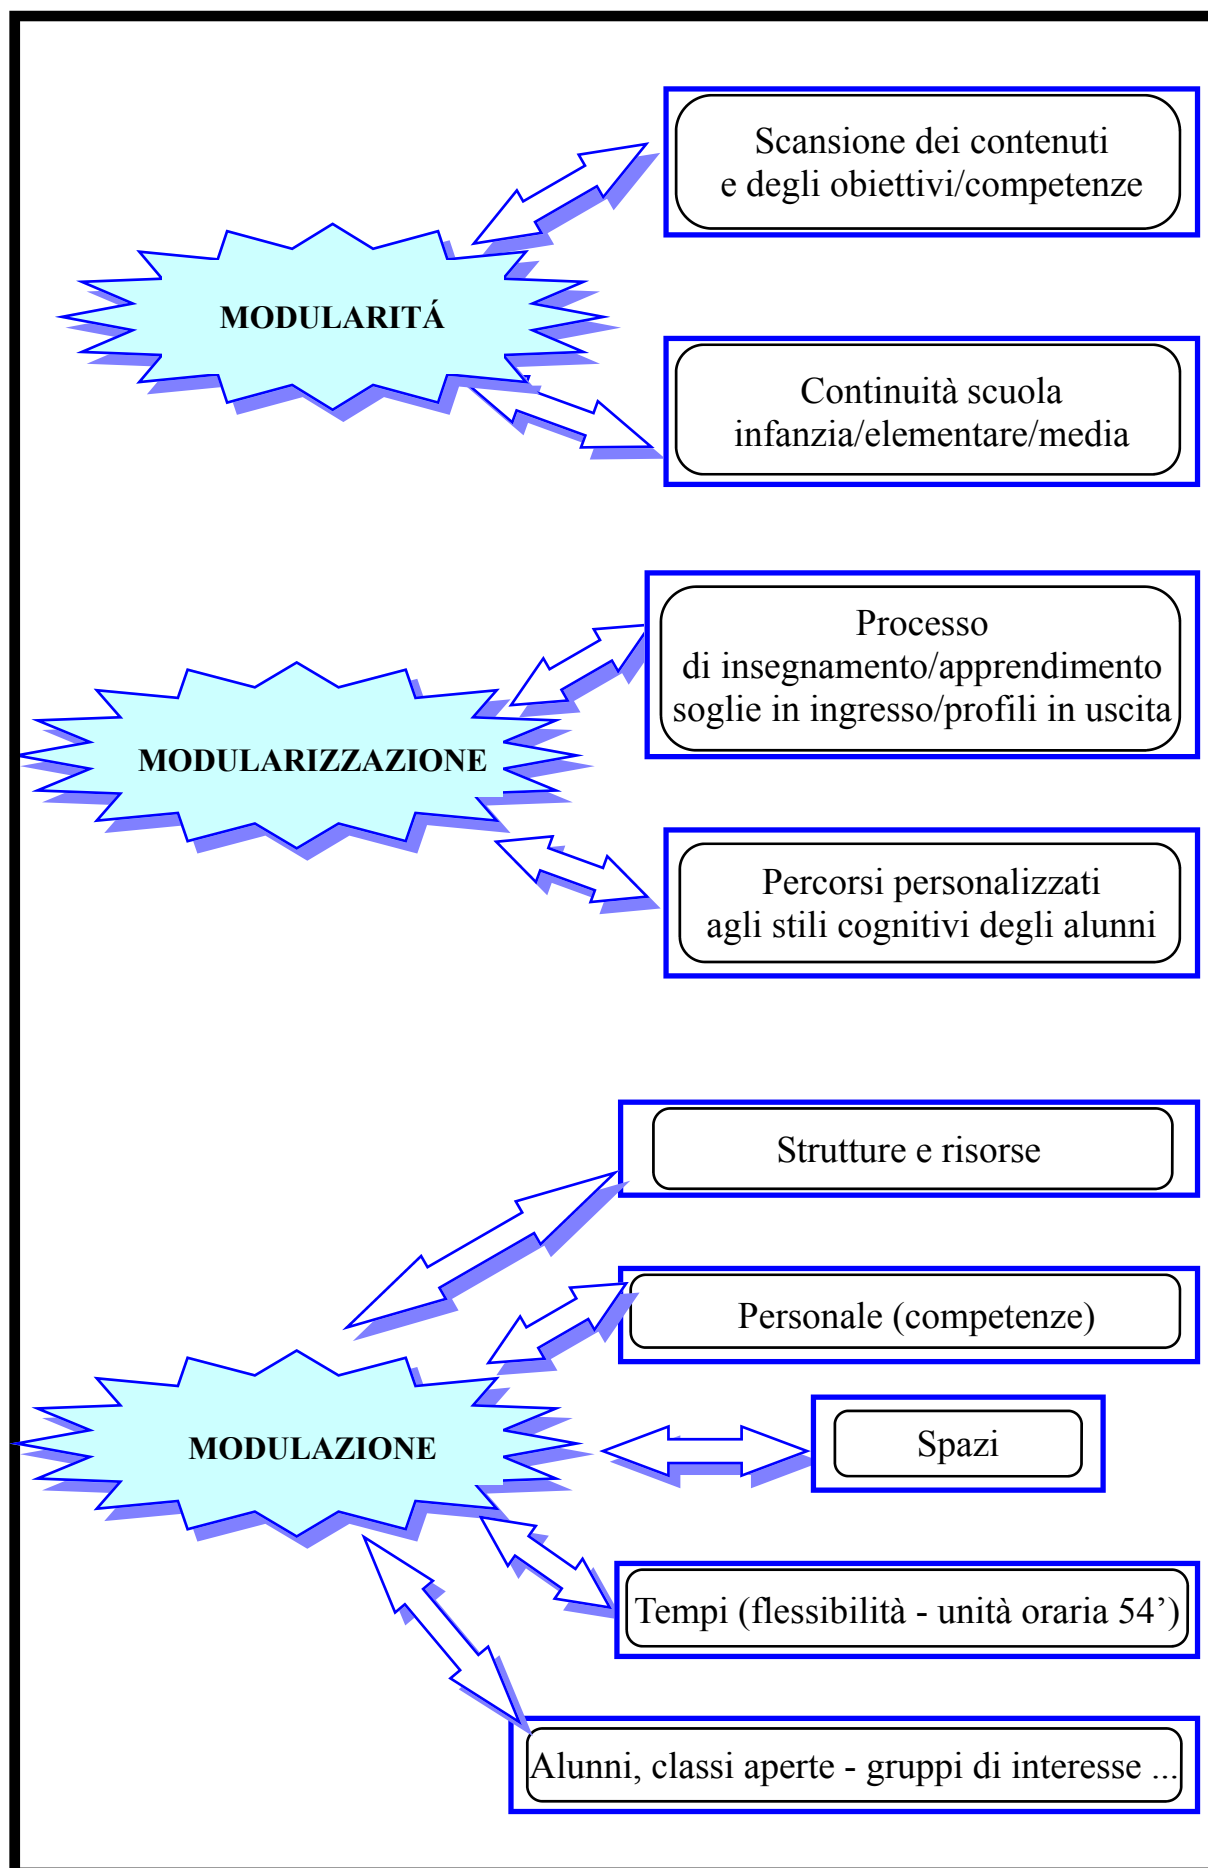 Scansione dei contenuti
e degli obiettivi/competenze
MODULARITÁ
Continuità scuola
infanzia/elementare/media
Processo
di insegnamento/apprendimento
soglie in ingresso/profili in uscita
MODULARIZZAZIONE
Percorsi personalizzati
agli stili cognitivi degli alunni
Strutture e risorse
Personale (competenze)
MODULAZIONE
Spazi
Tempi (flessibilità - unità oraria 54’)
Alunni, classi aperte - gruppi di interesse ...